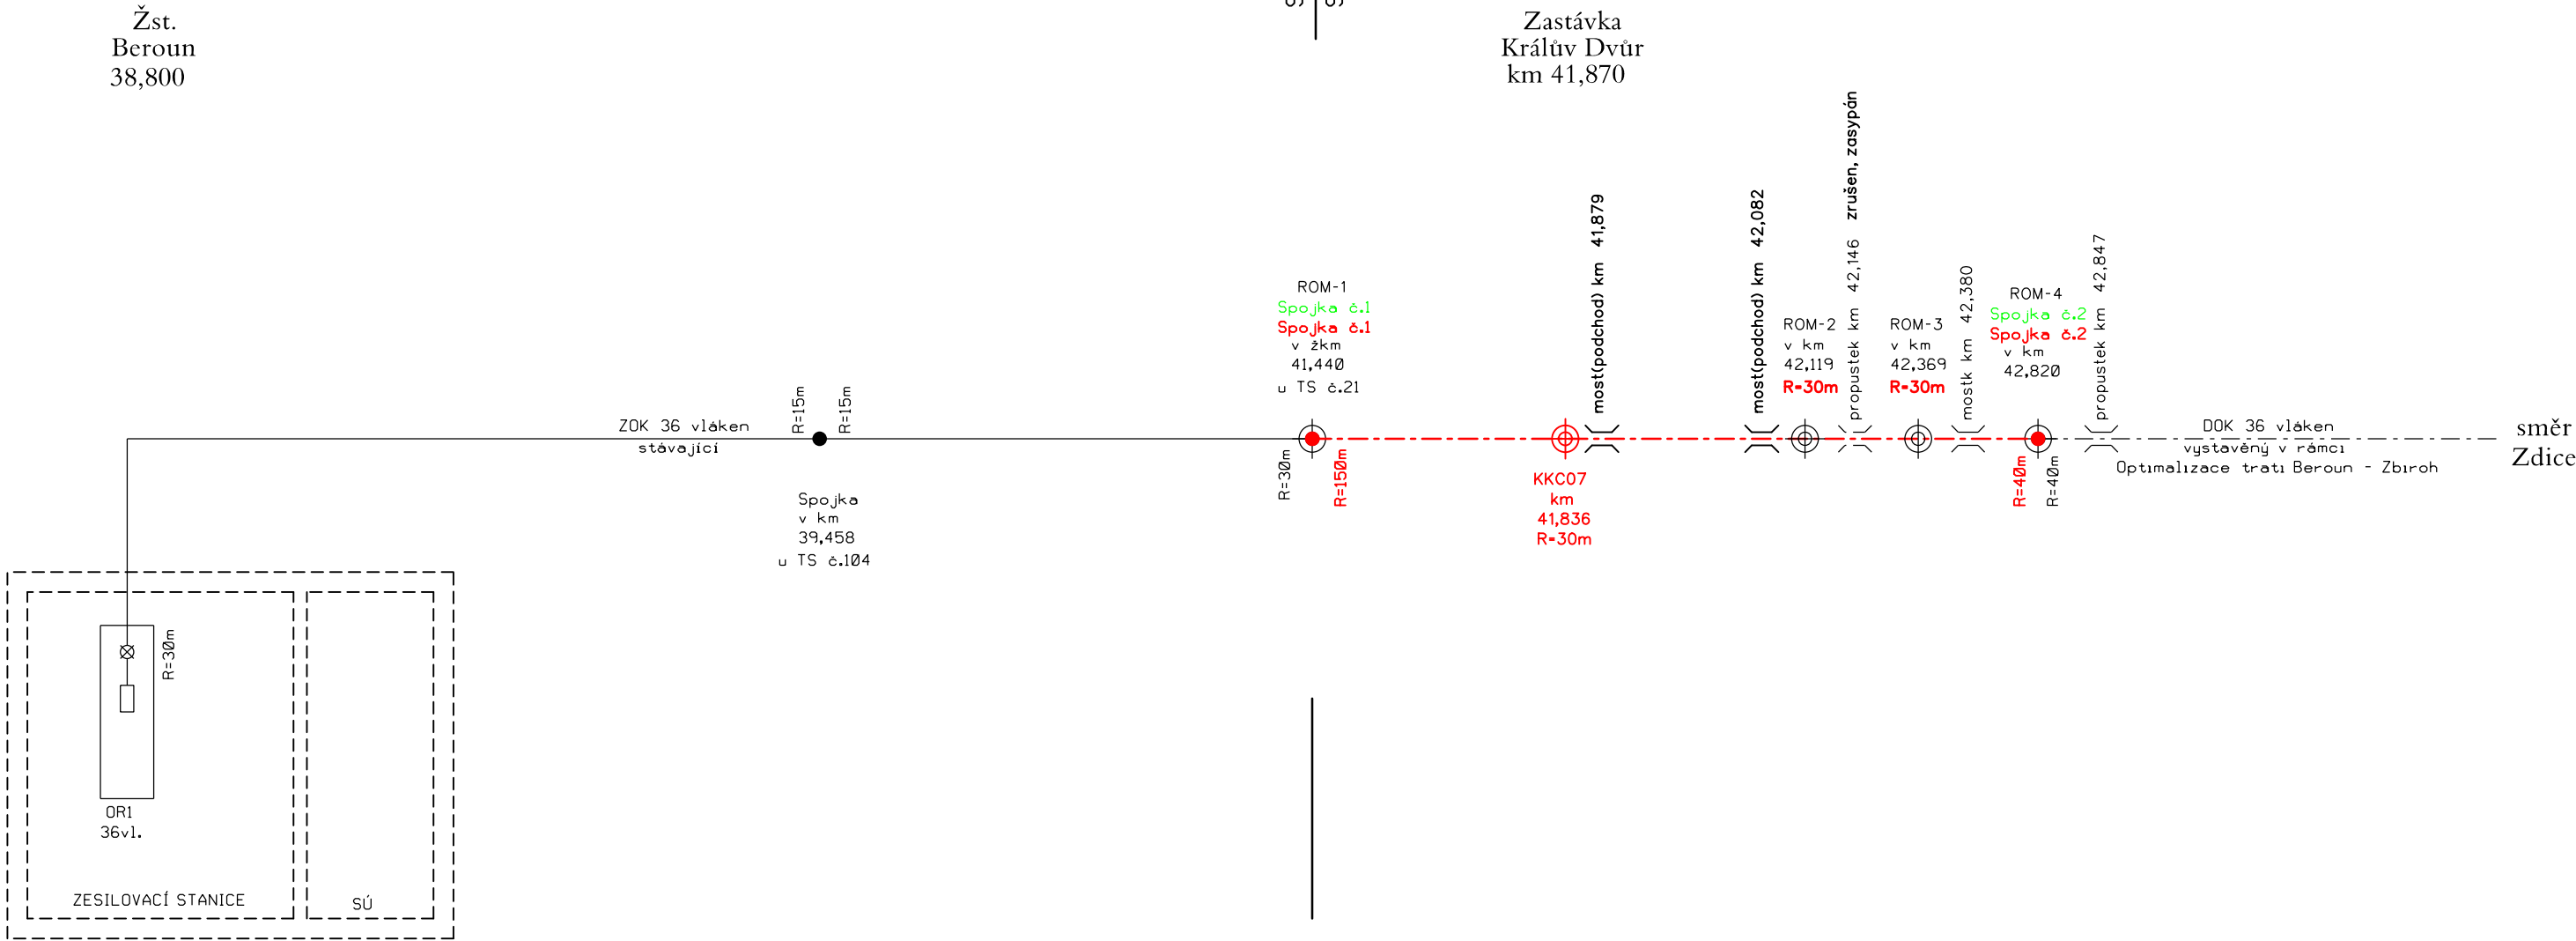 Žst.
Beroun
38,800
Zastávka
Králův Dvůr
km 41,870
ZOK 36 vláken
stávající
R=15m
R=15m
Spojka
v km
39,458
u TS č.104
ROM-1
Spojka č.1
Spojka č.1
v žkm
41,440
u TS č.21
R=30m
R=150m
KKC07
km
41,836
R=30m
most(podchod) km 41,879
most(podchod) km 42,082
ROM-2
v km
42,119
R=30m
propustek km 42,146 zrušen, zasypán
ROM-3
v km
42,369
R=30m
mostk km 42,380
ROM-4
Spojka č.2
Spojka č.2
v km
42,820
R=40m
R=40m
propustek km 42,847
DOK 36 vláken
vystavěný v rámci
Optimalizace trati Beroun - Zbiroh
směr
Zdice
R=30m
OR1
36vl.
ZESILOVACÍ STANICE
SÚ